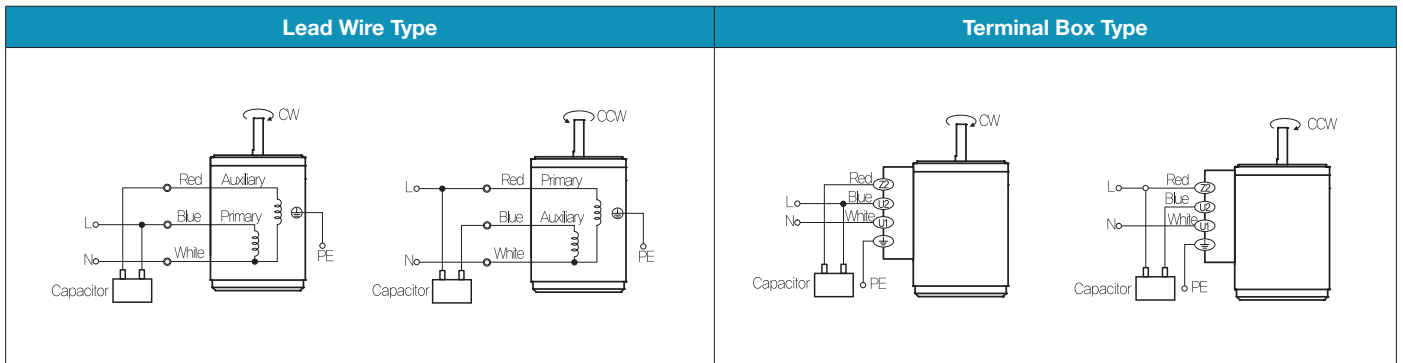 Lead Wire Type
Terminal Box Type
CW
Red Auxiliary
L Blue Primary
N White
PE
Capacitor
CCW
L Red Primary
Blue Auxiliary
N White
PE
Capacitor
CW
Red Z2
L Blue U2
N White U1
Capacitor
PE
CCW
L Red Z2
Blue U2
N White U1
Capacitor
PE